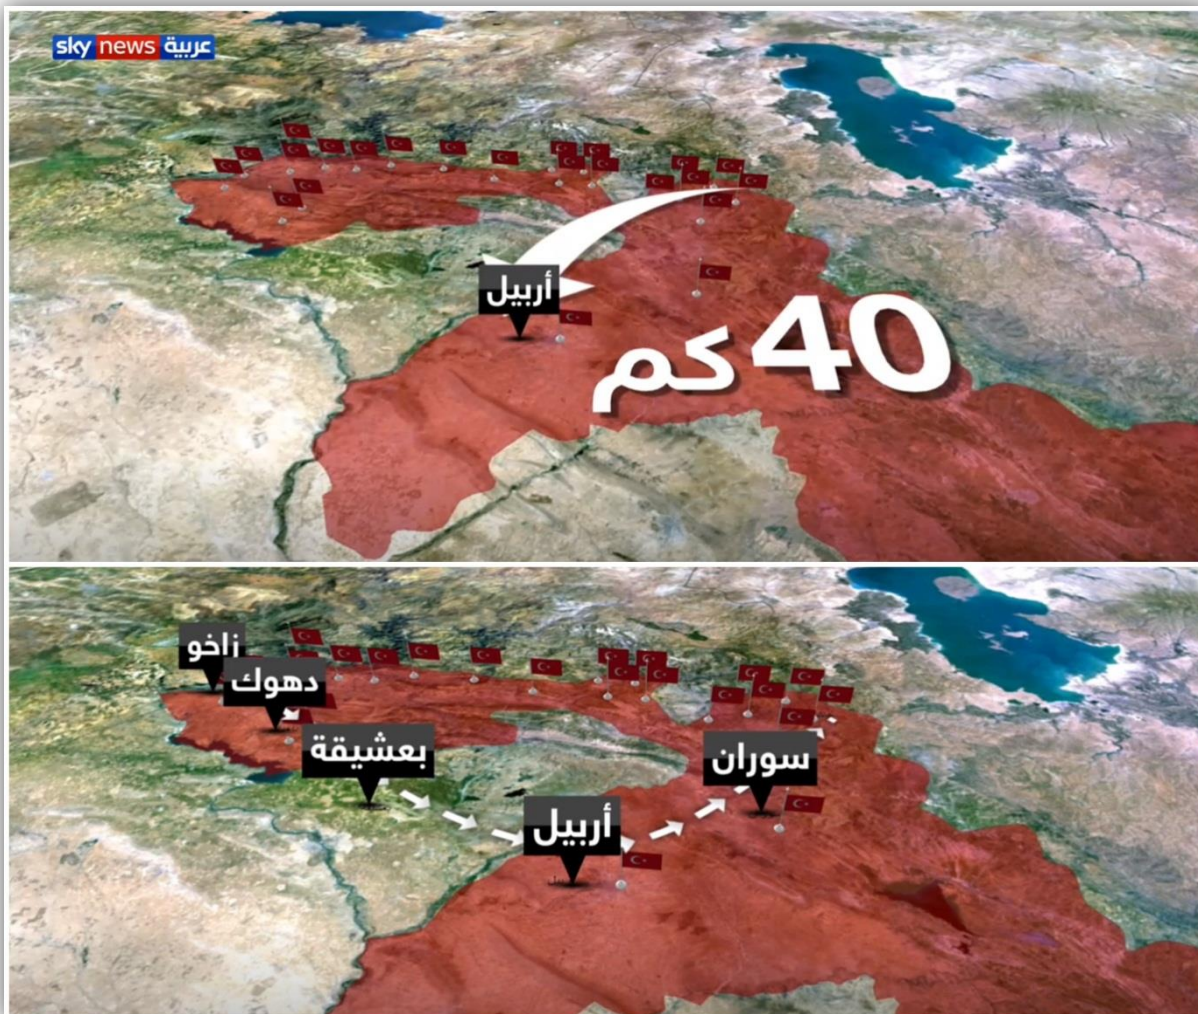 sky news عربية
أربيل
40 كم
زاخو
دهوك
بعشيقة
سوران
أربيل